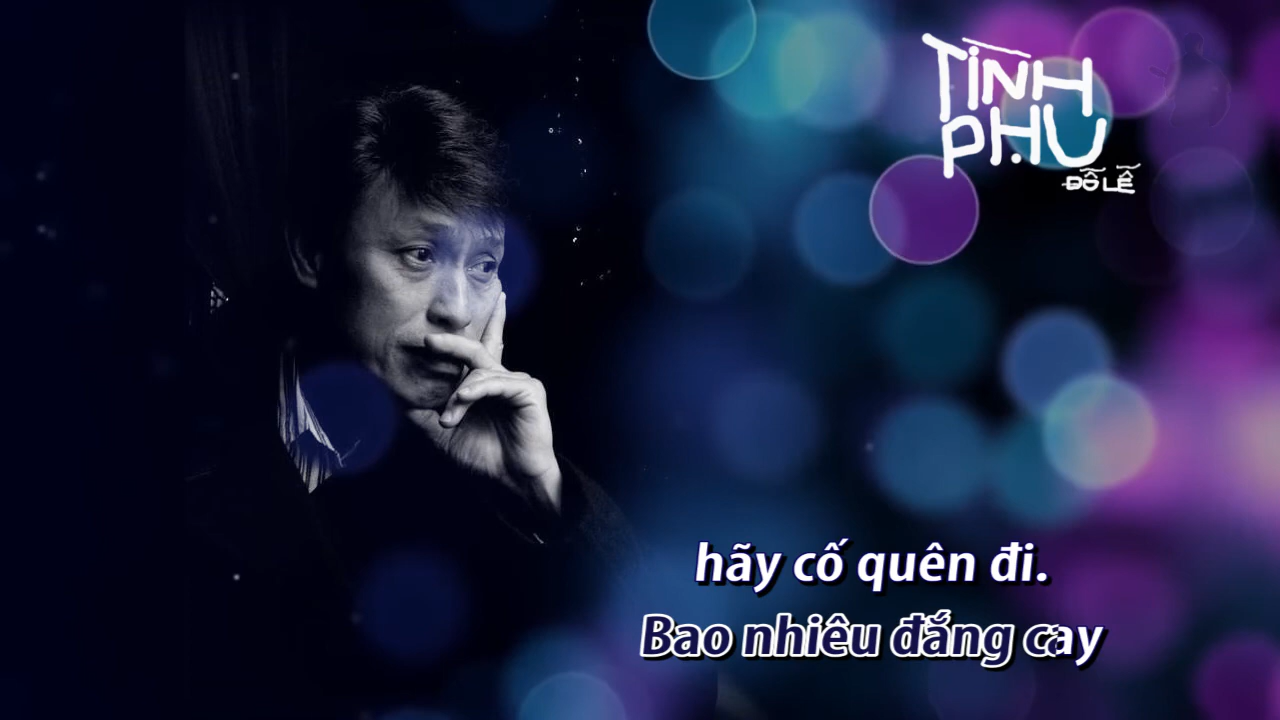 TÌNH
PHỤ
ĐỖ LỄ
hãy cố quên đi.
Bao nhiêu đắng cay